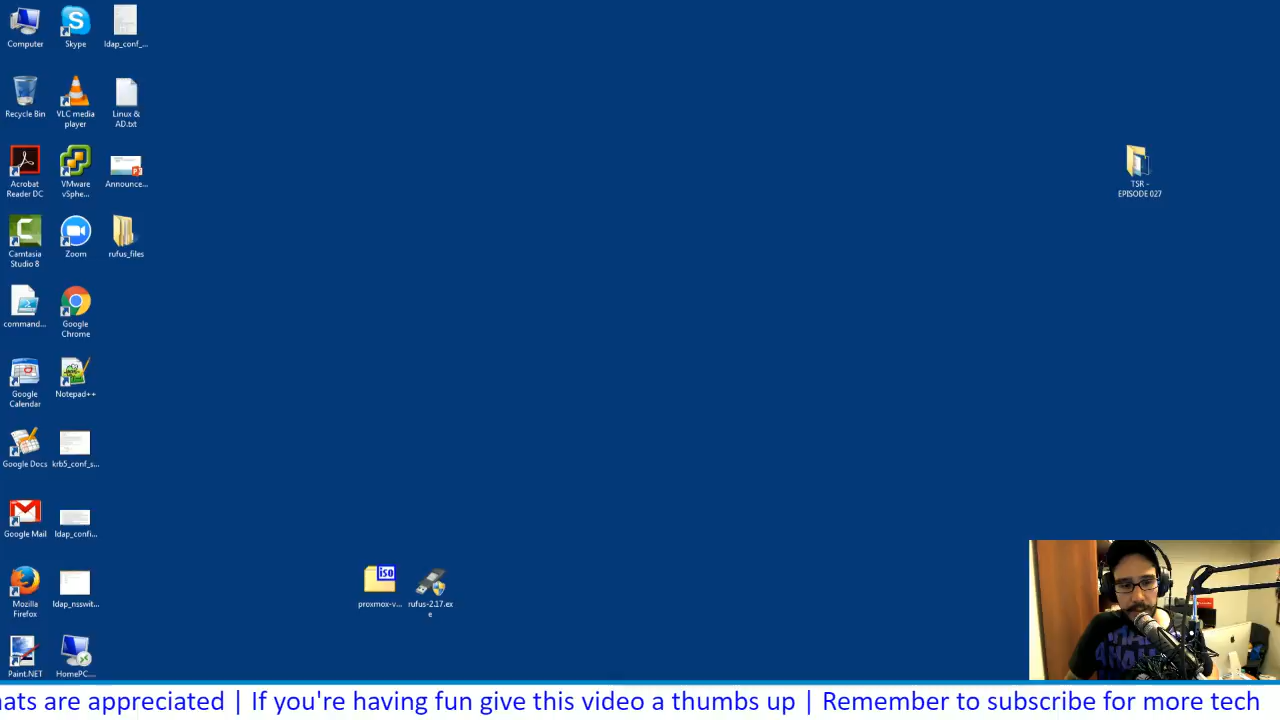 Computer
Skype
ldap_conf_...
Recycle Bin
VLC media
player
Linux &
AD.txt
Acrobat
Reader DC
VMware
vSphe...
Announce...
TSR -
EPISODE 027
Camtasia
Studio 8
Zoom
rufus_files
command...
Google
Chrome
Google
Calendar
Notepad++
Google Docs
krb5_conf_s...
Google Mail
ldap_confi...
Mozilla
Firefox
ldap_nsswit...
iso
proxmox-v...
rufus-2.17.ex
e
Paint.NET
HomePC....
hats are appreciated | If you're having fun give this video a thumbs up | Remember to subscribe for more tech